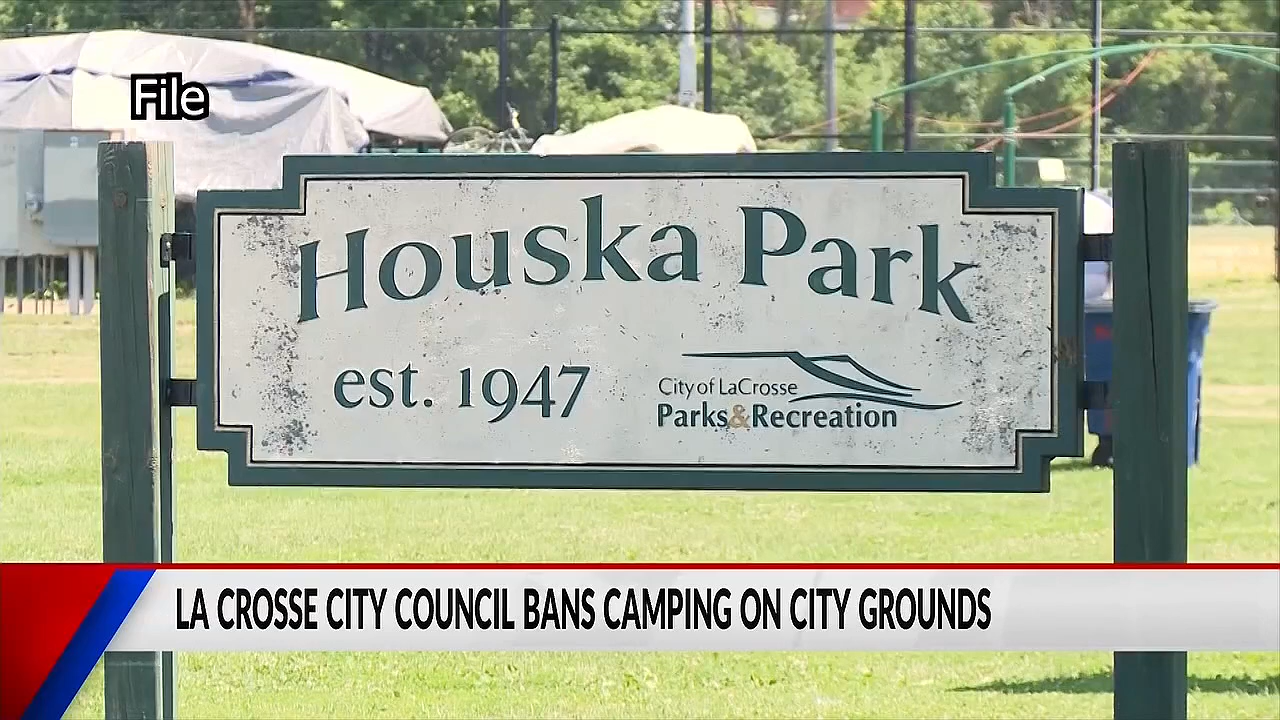 File
Houska Park
est. 1947
City of LaCrosse
Parks&Recreation
LA CROSSE CITY COUNCIL BANS CAMPING ON CITY GROUNDS